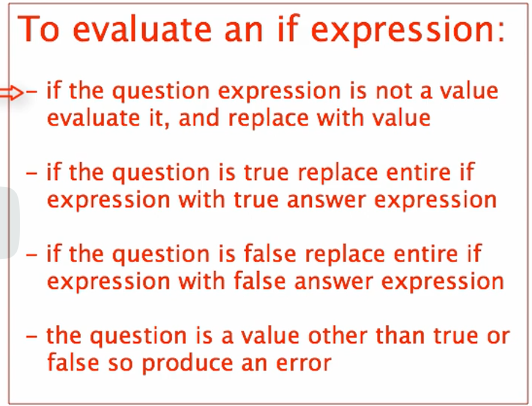 To evaluate an if expression:
- if the question expression is not a value
evaluate it, and replace with value
- if the question is true replace entire if
expression with true answer expression
- if the question is false replace entire if
expression with false answer expression
- the question is a value other than true or
false so produce an error